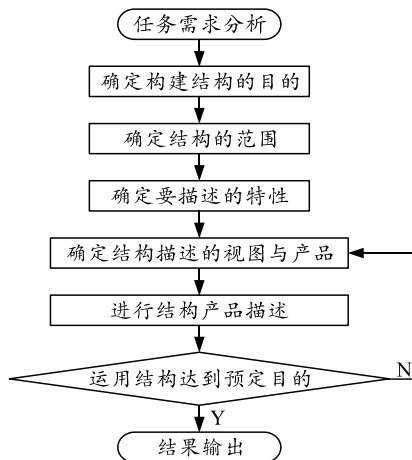 任务需求分析
确定构建结构的目的
确定结构的范围
确定要描述的特性
确定结构描述的视图与产品
进行结构产品描述
运用结构达到预定目的
N
Y
结果输出